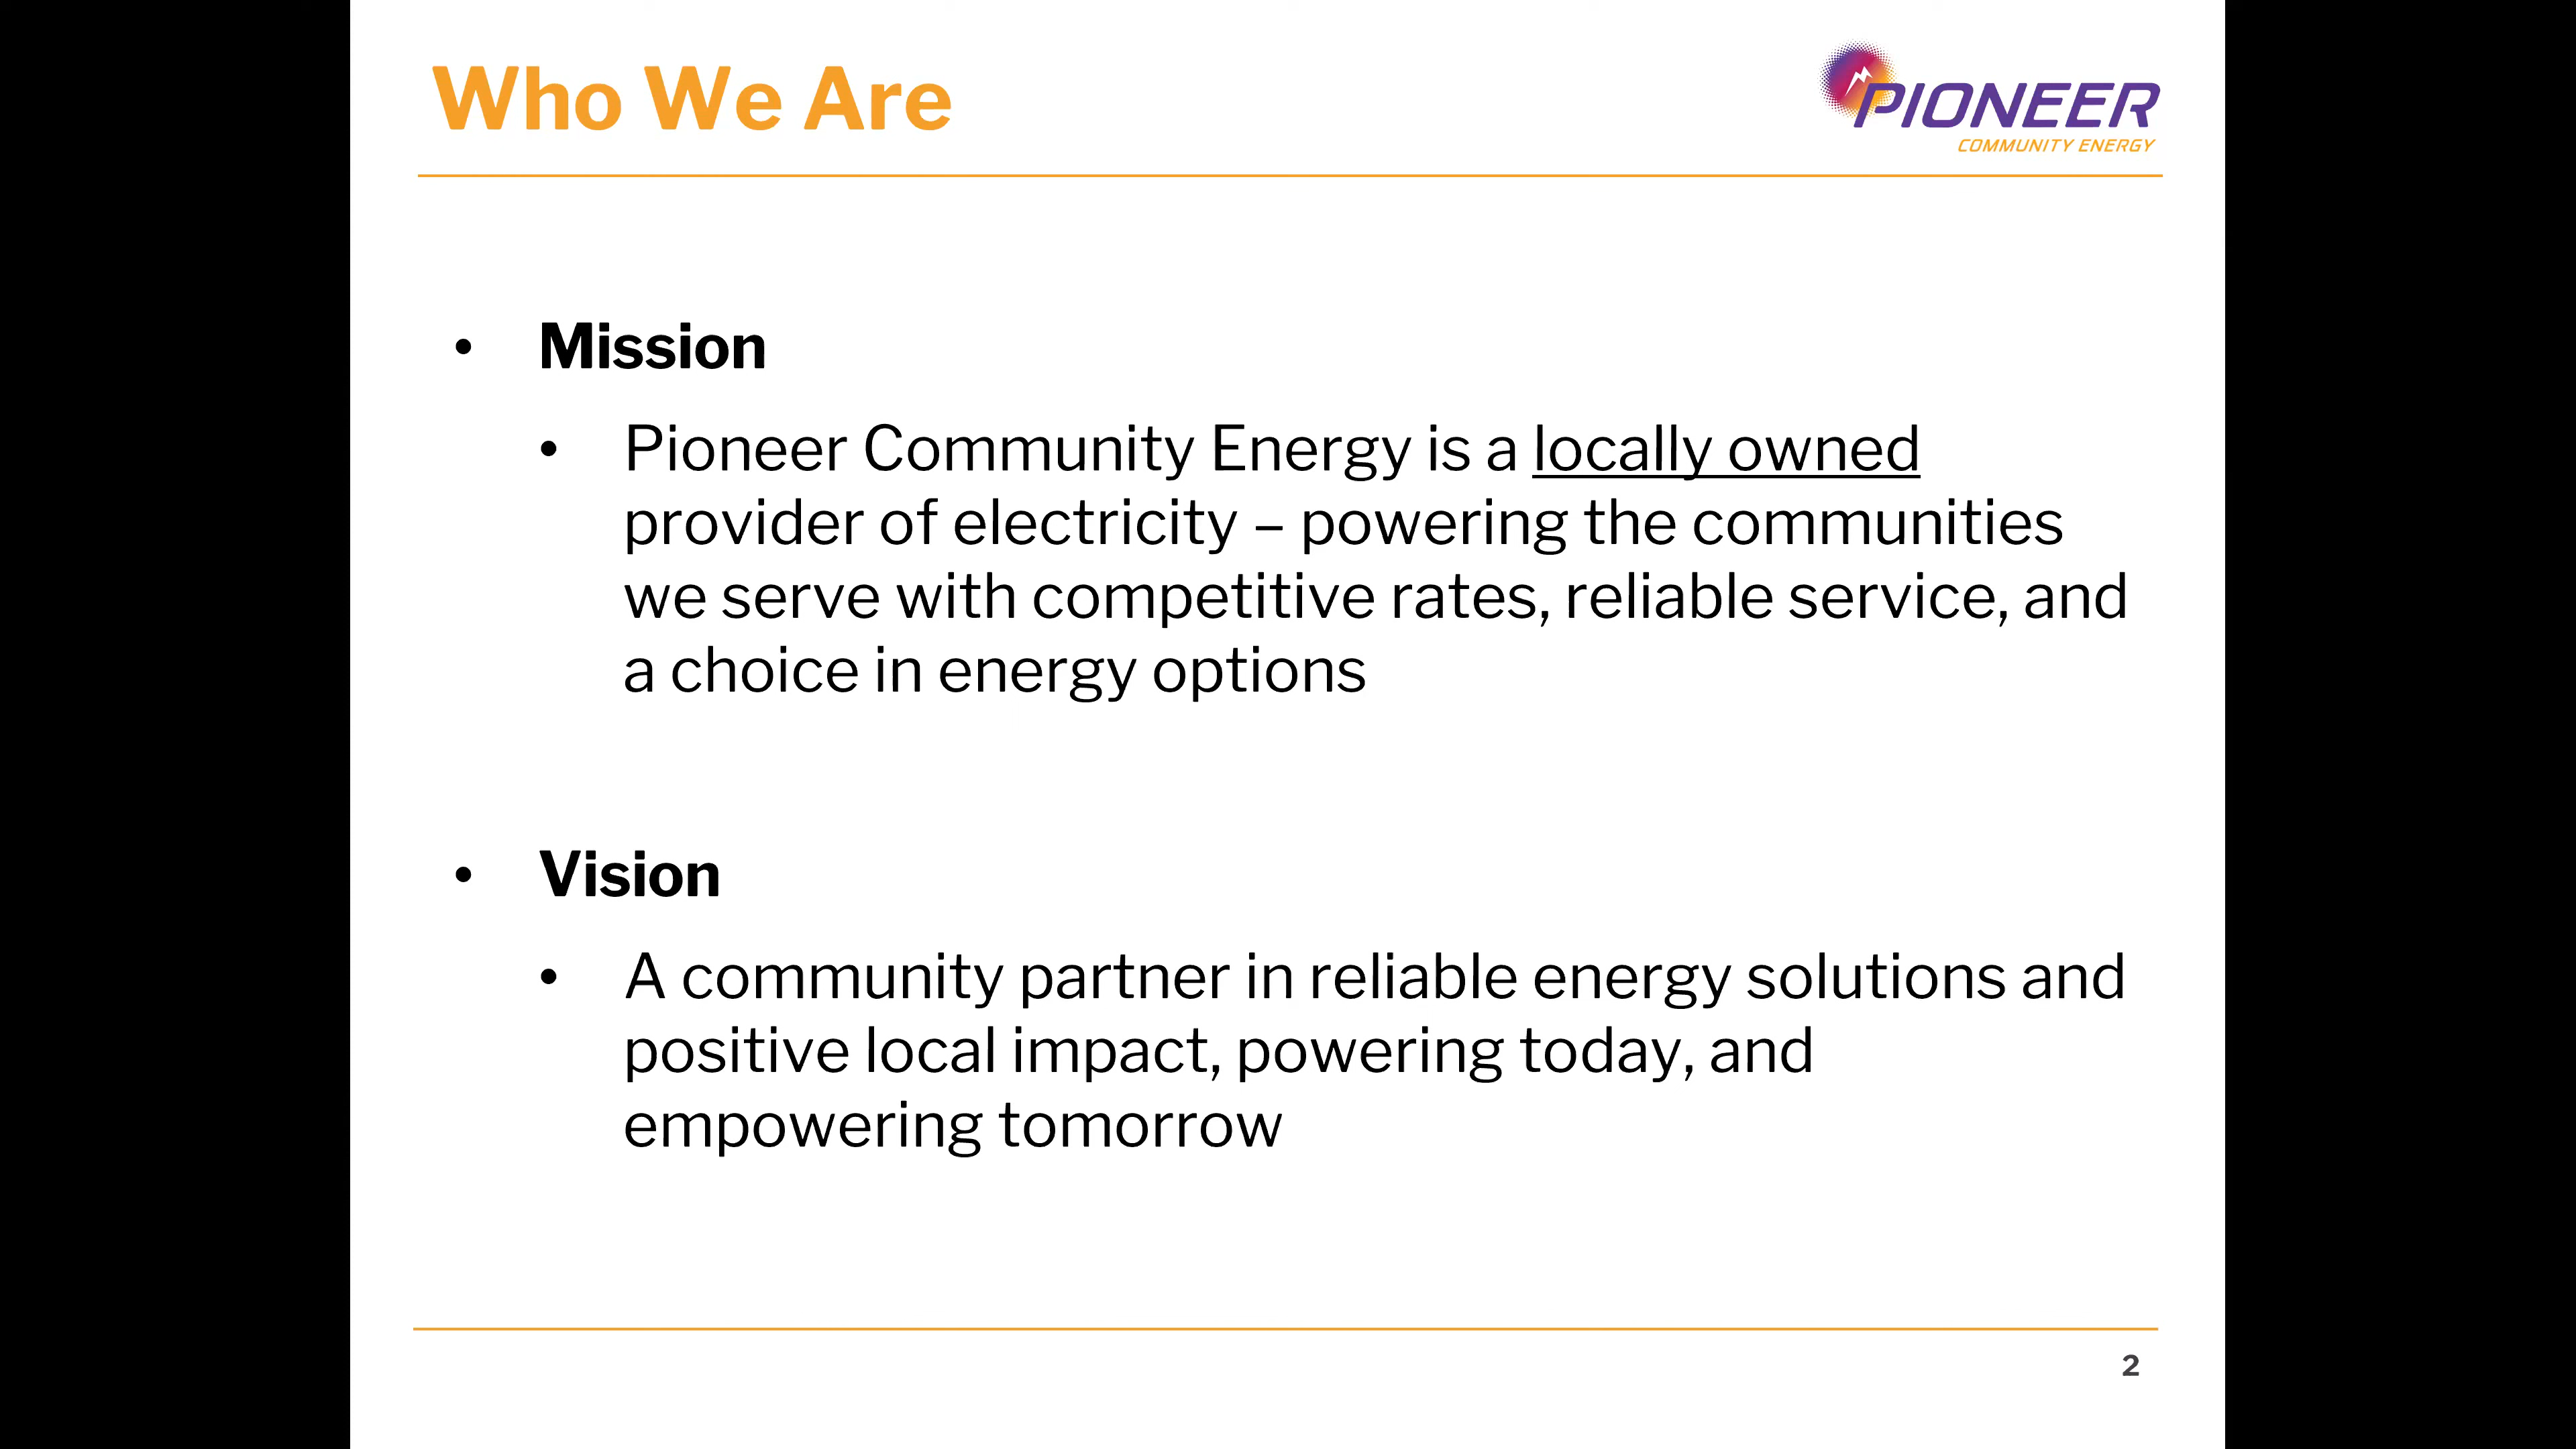 Who We Are
PIONEER
COMMUNITY ENERGY
• Mission
• Pioneer Community Energy is a locally owned
provider of electricity – powering the communities
we serve with competitive rates, reliable service, and
a choice in energy options
• Vision
• A community partner in reliable energy solutions and
positive local impact, powering today, and
empowering tomorrow
2